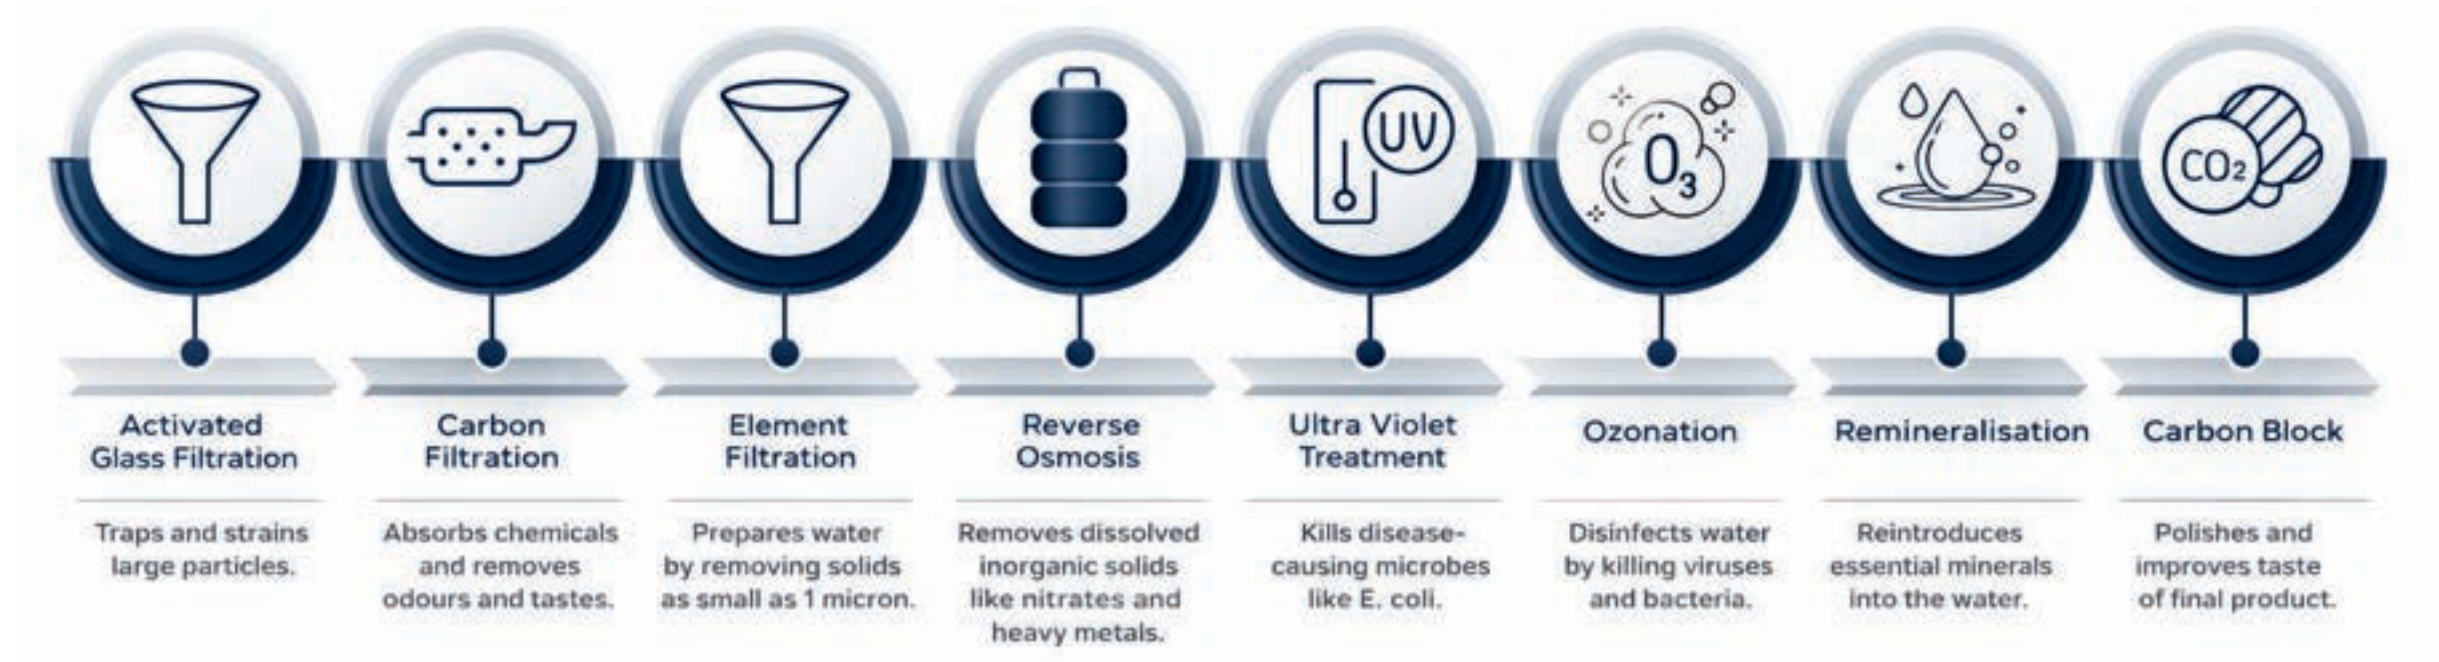 UV
O3
CO2
Activated
Glass Filtration
Traps and strains
large particles.
Carbon
Filtration
Absorbs chemicals
and removes
odours and tastes.
Element
Filtration
Prepares water
by removing solids
as small as 1 micron.
Reverse
Osmosis
Removes dissolved
inorganic solids
like nitrates and
heavy metals.
Ultra Violet
Treatment
Kills disease-
causing microbes
like E. coli.
Ozonation
Disinfects water
by killing viruses
and bacteria.
Remineralisation
Reintroduces
essential minerals
into the water.
Carbon Block
Polishes and
improves taste
of final product.